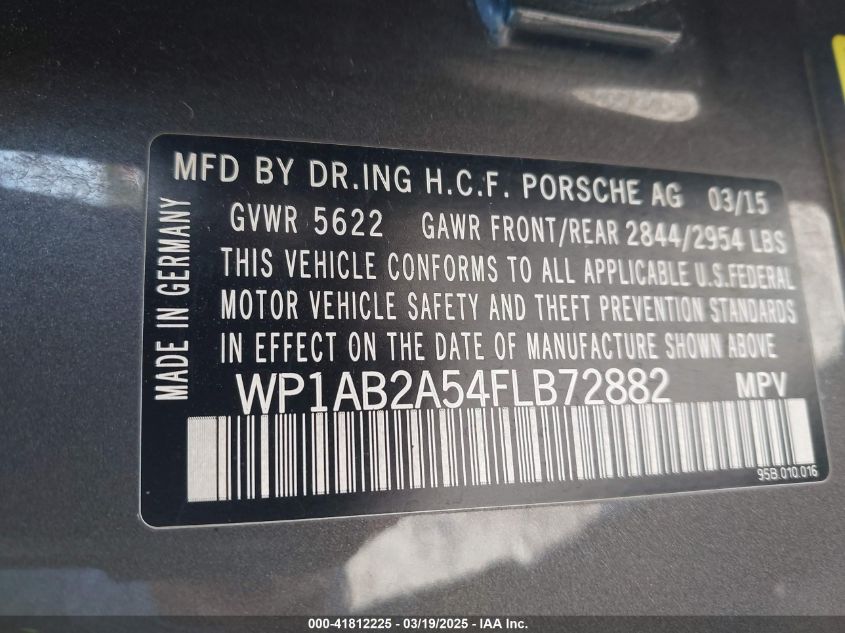 MFD BY DR.ING H.C.F. PORSCHE AG 03/15
GVWR 5622 GAWR FRONT/REAR 2844/2954 LBS
THIS VEHICLE CONFORMS TO ALL APPLICABLE U.S.FEDERAL
MOTOR VEHICLE SAFETY AND THEFT PREVENTION STANDARDS
IN EFFECT ON THE DATE OF MANUFACTURE SHOWN ABOVE
MADE IN GERMANY
WP1AB2A54FLB72882 MPV
95B.010.016
000-41812225 - 03/19/2025 - IAA Inc.